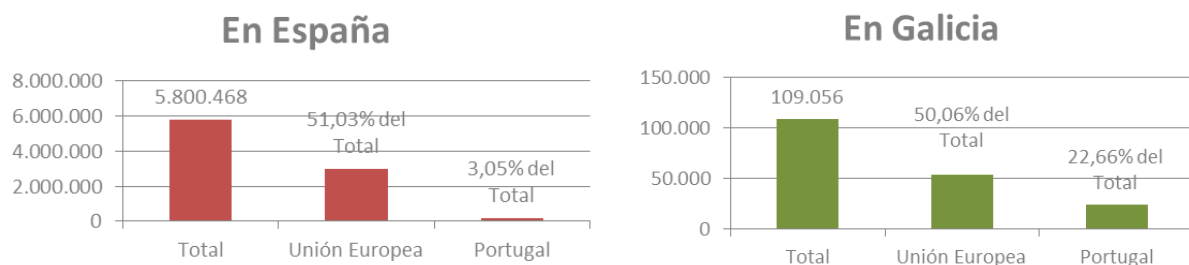 En España
8.000.000
6.000.000
4.000.000
2.000.000
0
5.800.468
51,03% del
Total
3,05% del
Total
Total
Unión Europea
Portugal
En Galicia
150.000
100.000
50.000
0
109.056
50,06% del
Total
22,66% del
Total
Total
Unión Europea
Portugal